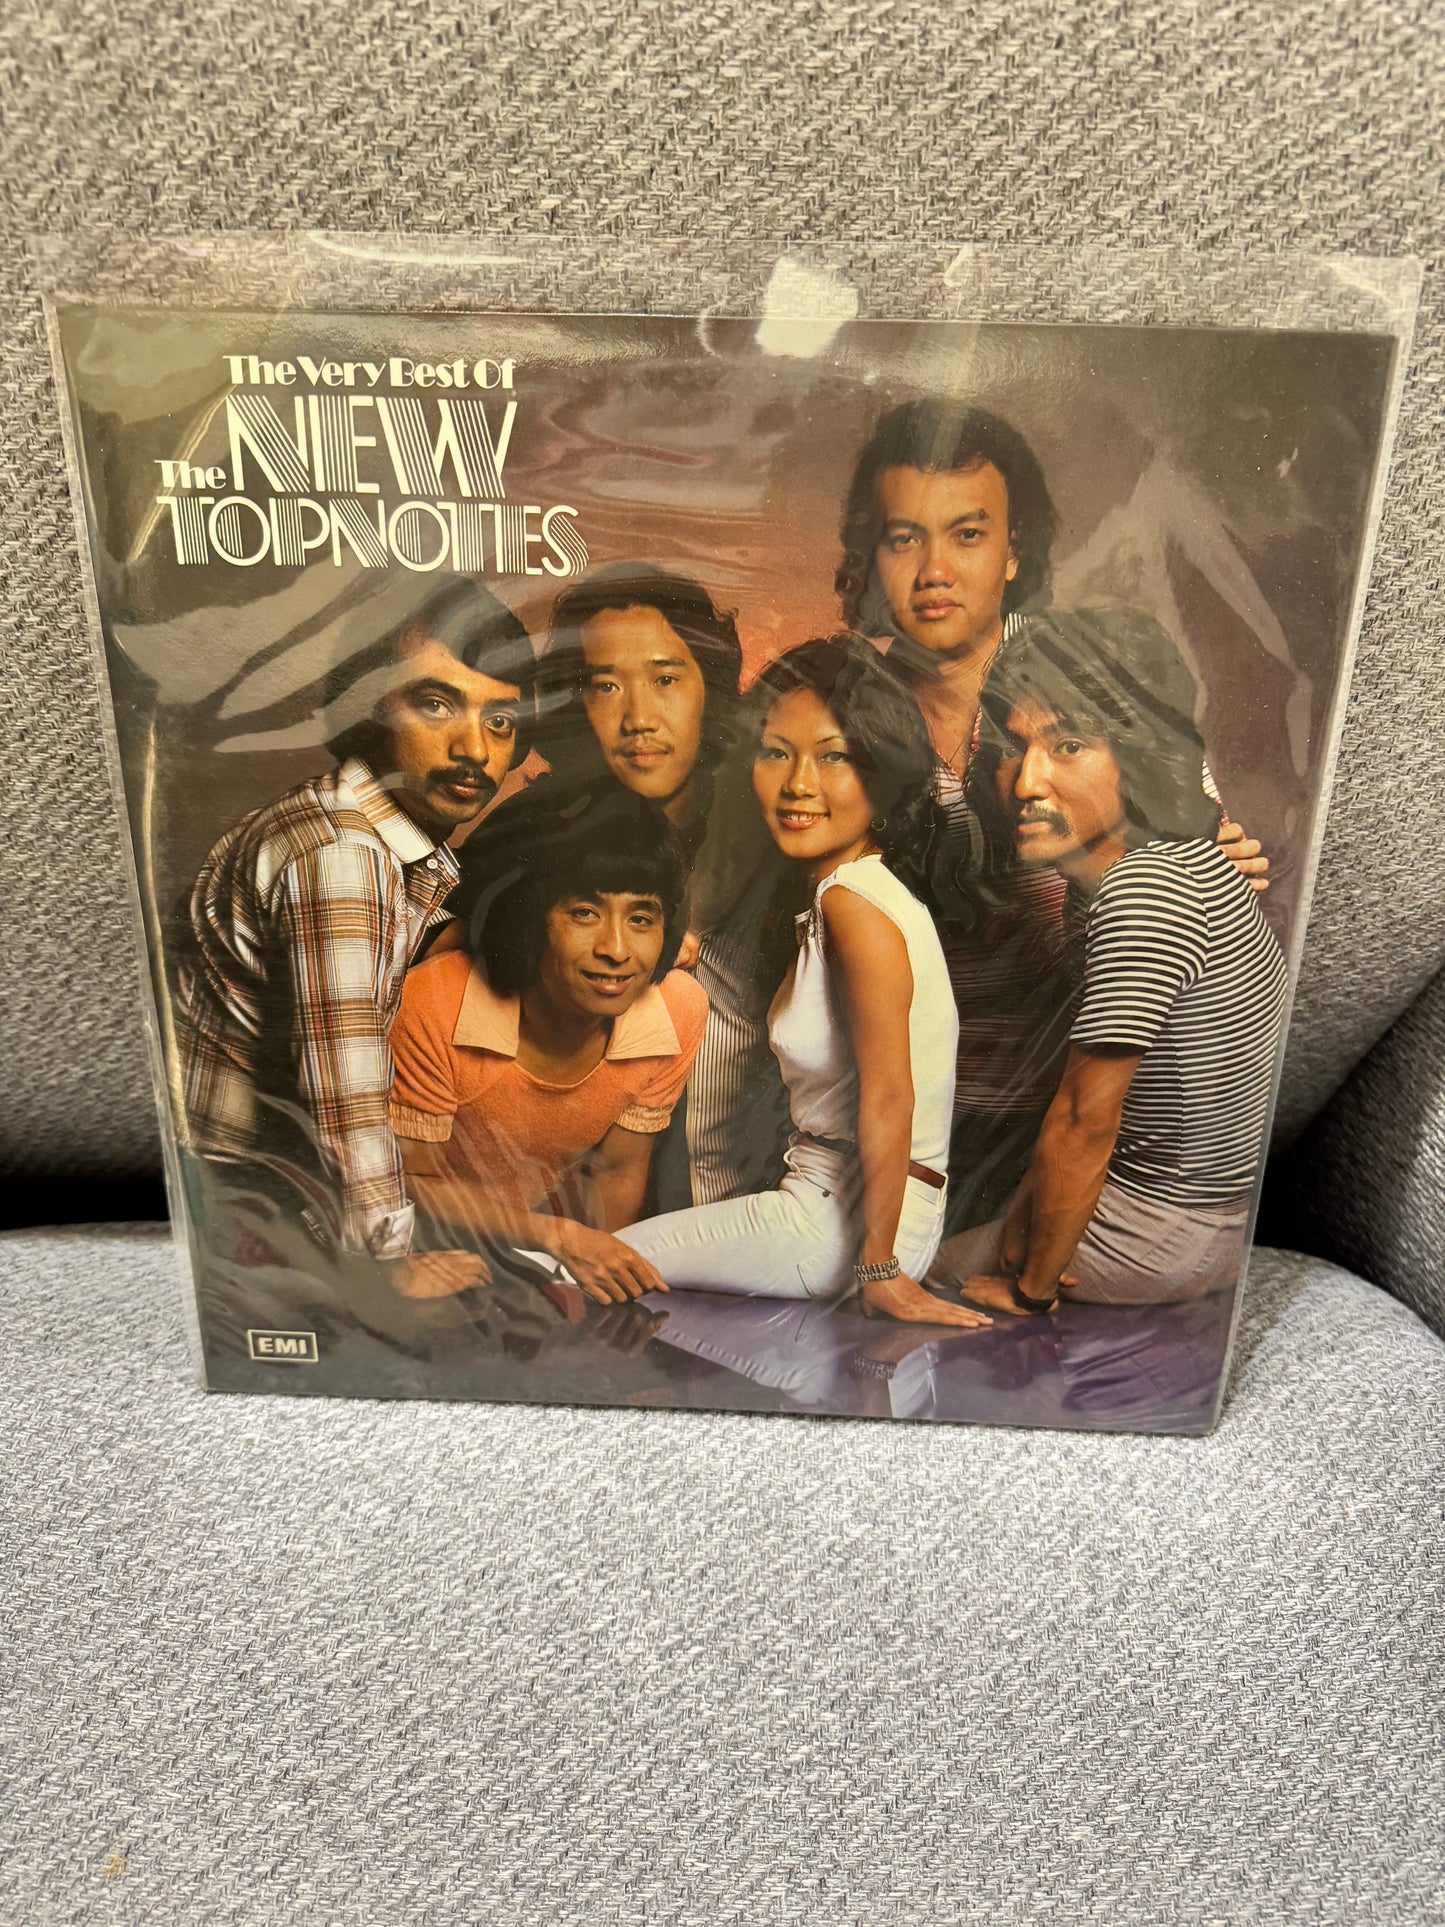 The Very Best Of
The NEW
TOPNOTES
EMI